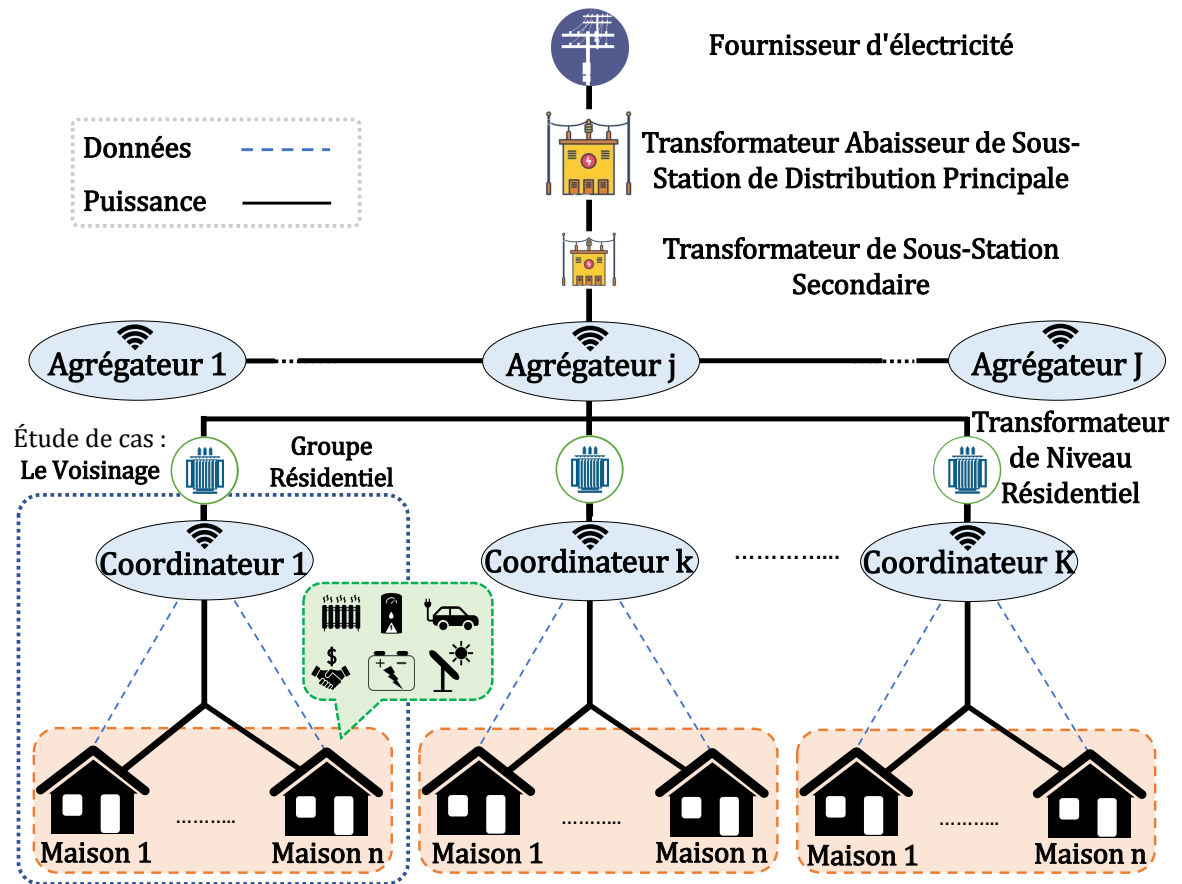 Fournisseur d'électricité
Données
Puissance
Transformateur Abaisseur de Sous-
Station de Distribution Principale
Transformateur de Sous-Station
Secondaire
Agrégateur 1
Agrégateur j
Agrégateur J
Étude de cas :
Le Voisinage
Groupe
Résidentiel
Transformateur
de Niveau
Résidentiel
Coordinateur 1
Coordinateur k
..............
Coordinateur K
$
+ −
Maison 1
...........
Maison n
Maison 1
...........
Maison n
Maison 1
...........
Maison n